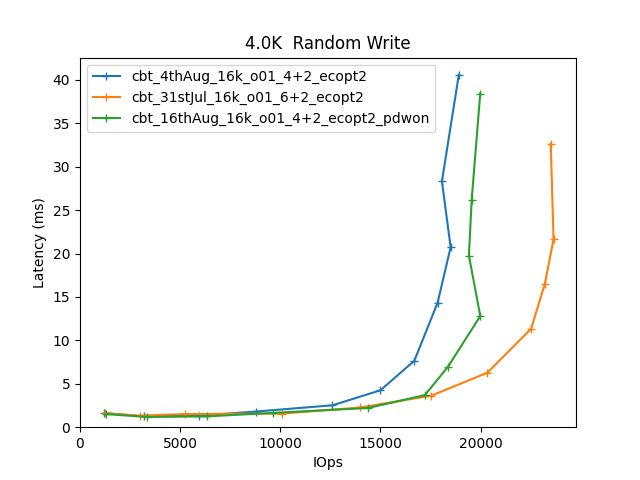 4.0K  Random Write
cbt_4thAug_16k_o01_4+2_ecopt2
cbt_31stJul_16k_o01_6+2_ecopt2
cbt_16thAug_16k_o01_4+2_ecopt2_pdwon
40
35
30
25
20
15
10
5
0
Latency (ms)
0 5000 10000 15000 20000
IOps